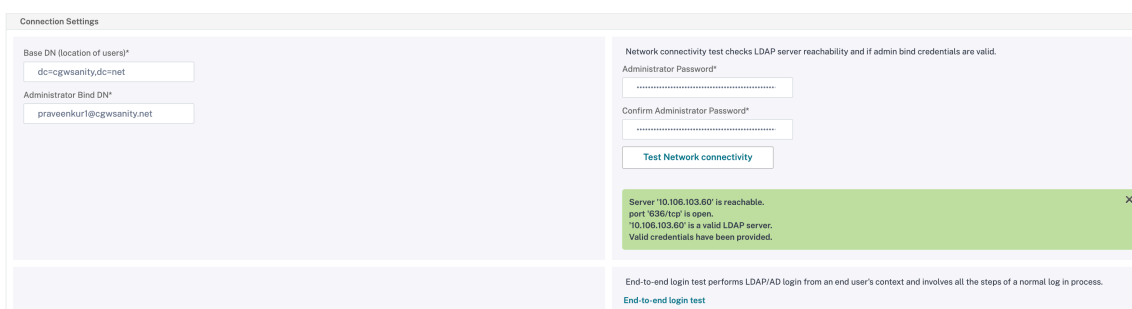 Connection Settings
Base DN (location of users)*
dc=cgwsanity,dc=net
Administrator Bind DN*
praveenkur1@cgwsanity.net
Network connectivity test checks LDAP server reachability and if admin bind credentials are valid.
Administrator Password*
Confirm Administrator Password*
Test Network connectivity
Server '10.106.103.60' is reachable.
port '636/tcp' is open.
'10.106.103.60' is a valid LDAP server.
Valid credentials have been provided.
End-to-end login test performs LDAP/AD login from an end user's context and involves all the steps of a normal log in process.
End-to-end login test